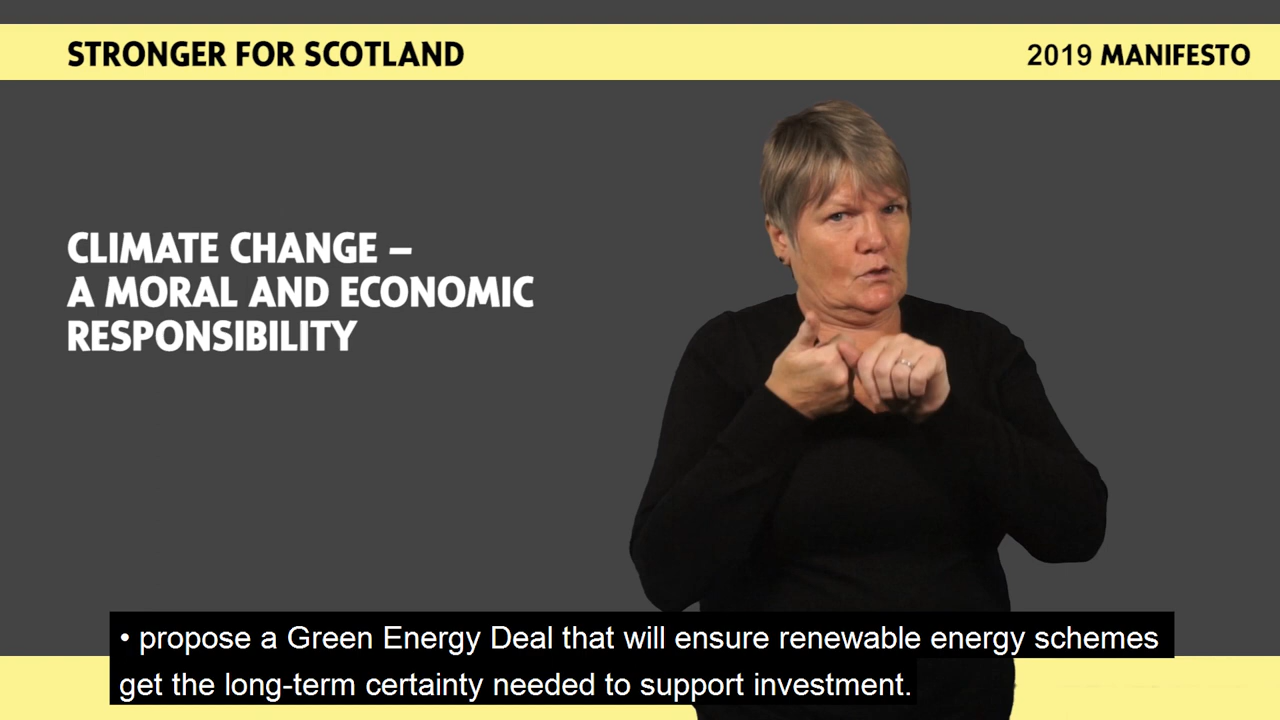 STRONGER FOR SCOTLAND
2019 MANIFESTO
CLIMATE CHANGE –
A MORAL AND ECONOMIC
RESPONSIBILITY
• propose a Green Energy Deal that will ensure renewable energy schemes
get the long-term certainty needed to support investment.